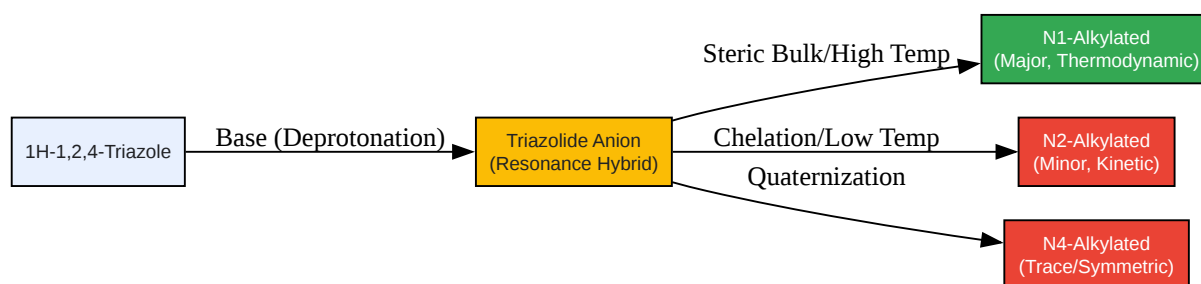 Steric Bulk/High Temp
N1-Alkylated
(Major, Thermodynamic)
1H-1,2,4-Triazole
Base (Deprotonation)
Triazolide Anion
(Resonance Hybrid)
Chelation/Low Temp
N2-Alkylated
(Minor, Kinetic)
Quaternization
N4-Alkylated
(Trace/Symmetric)